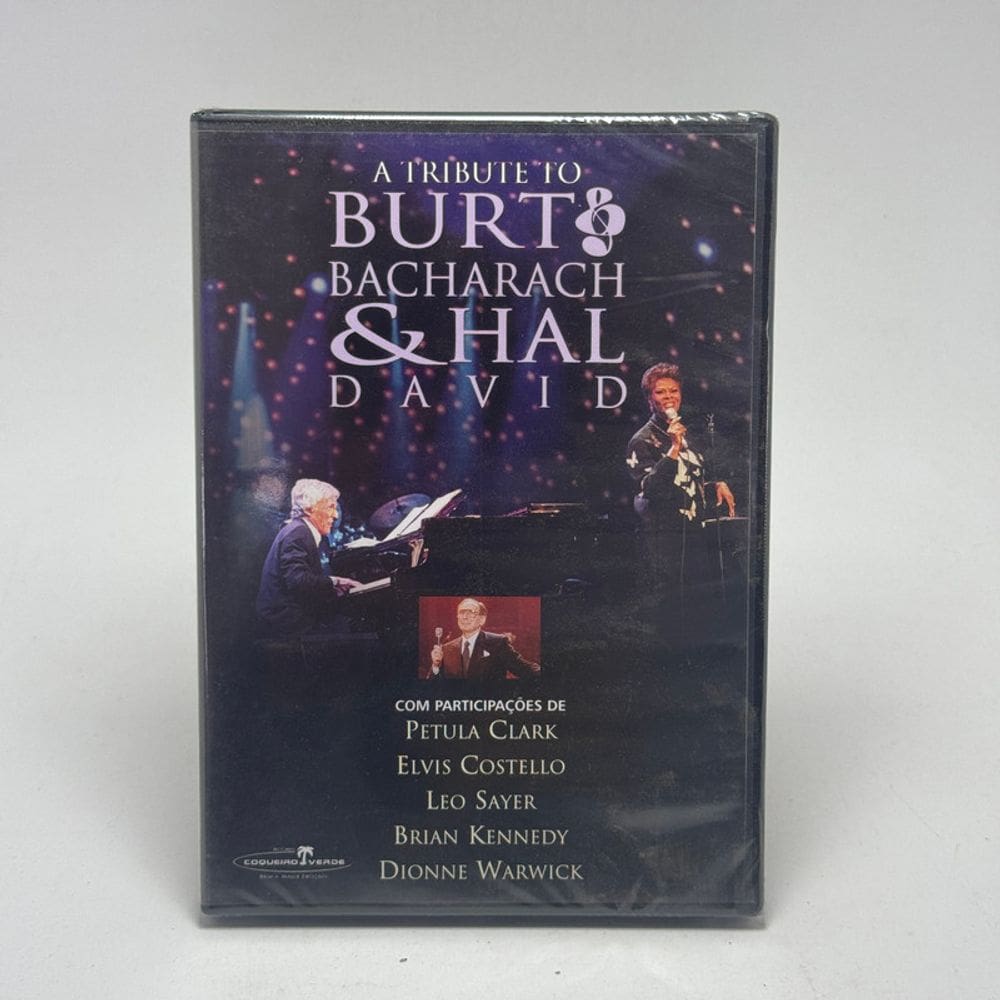 A TRIBUTE TO
BURT
BACHARACH
& HAL
DAVID
COM PARTICIPAÇÕES DE
PETULA CLARK
ELVIS COSTELLO
LEO SAYER
BRIAN KENNEDY
DIONNE WARWICK
COQUEIRO VERDE